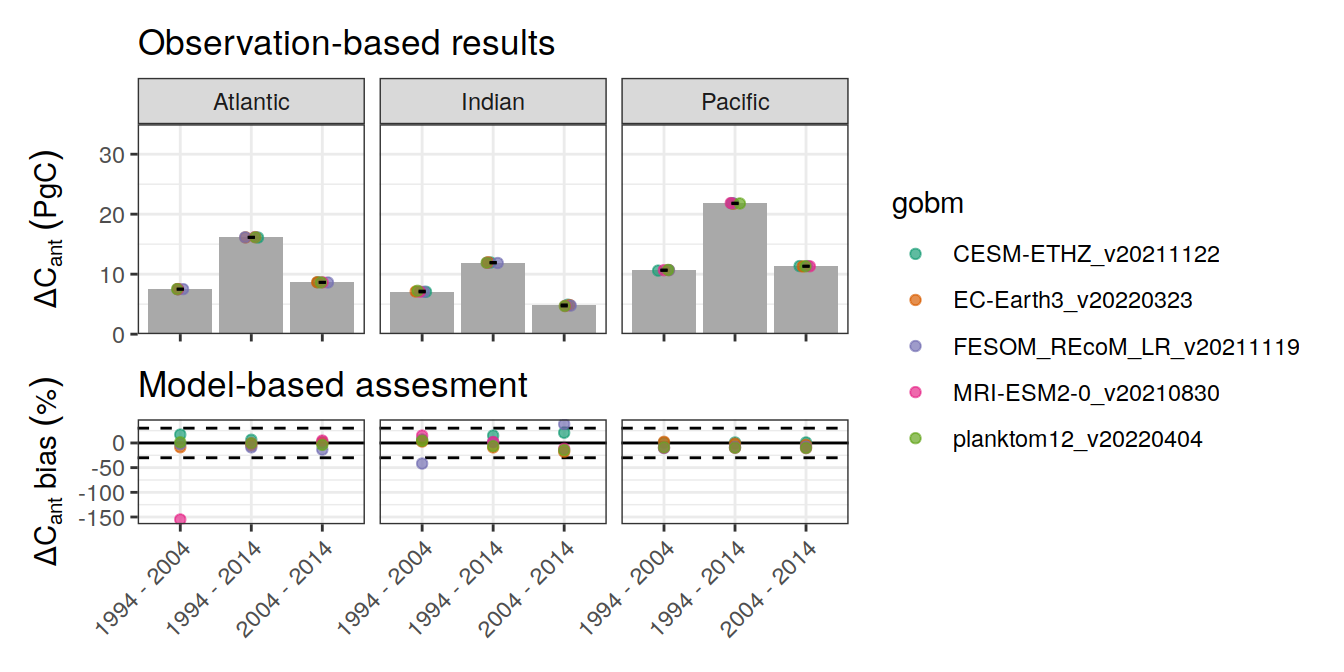 Observation-based results
Atlantic
Indian
Pacific
ΔCant (PgC)
30
20
10
0
Model-based assesment
ΔCant bias (%)
0
-50
-100
-150
1994 - 2004
1994 - 2014
2004 - 2014
1994 - 2004
1994 - 2014
2004 - 2014
1994 - 2004
1994 - 2014
2004 - 2014
gobm
CESM-ETHZ_v20211122
EC-Earth3_v20220323
FESOM_REcoM_LR_v20211119
MRI-ESM2-0_v20210830
planktom12_v20220404